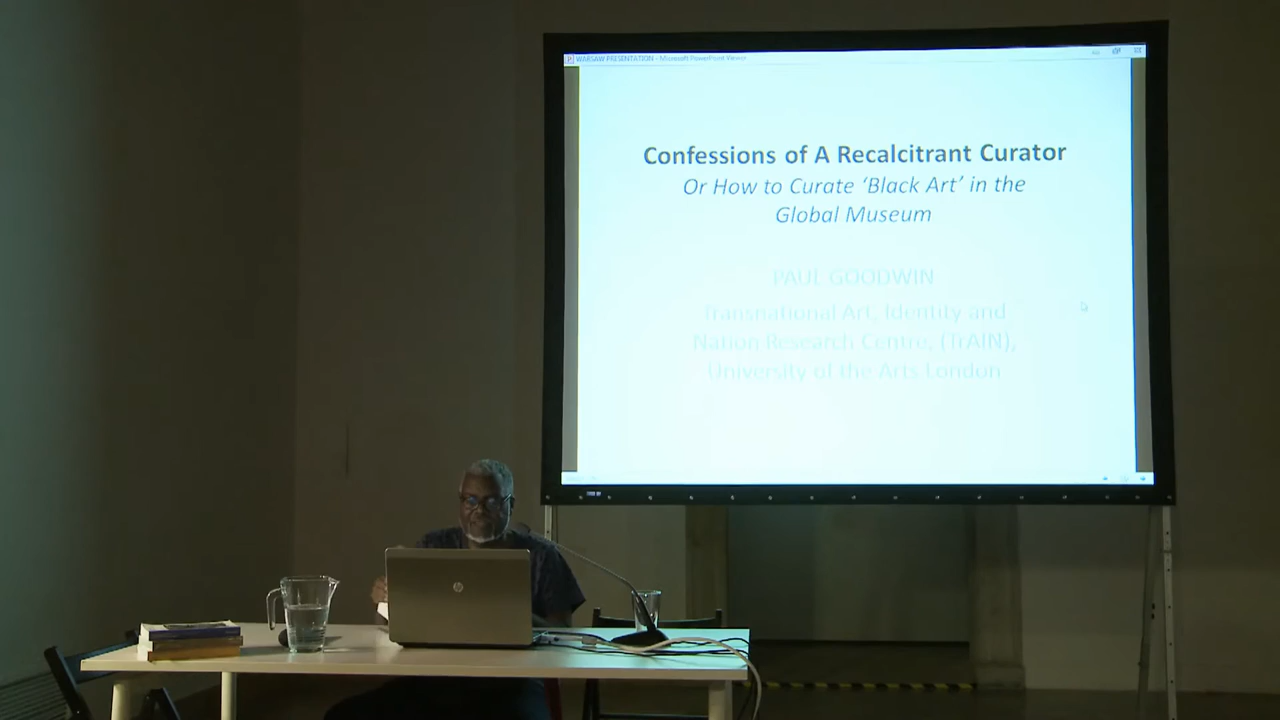 WARSAW PRESENTATION - Microsoft PowerPoint Viewer
Confessions of A Recalcitrant Curator
Or How to Curate ‘Black Art’ in the
Global Museum
PAUL GOODWIN
Transnational Art, Identity and
Nation Research Centre, (TrAIN),
University of the Arts London
hp